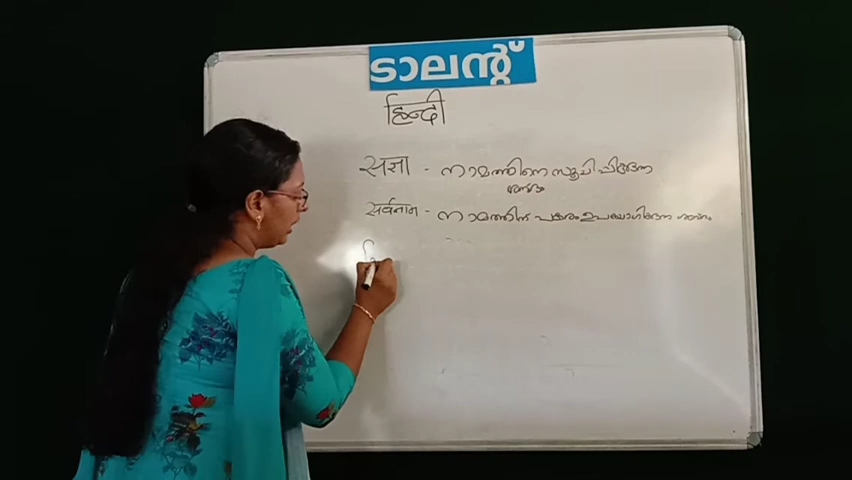 ടാലന്റ്
हिन्दी
संज्ञा - നാമത്തിനെ സൂചിപ്പിക്കുന്ന
ശബ്ദം
सर्वनाम - നാമത്തിന് പകരം ഉപയോഗിക്കുന്ന ശബ്ദം